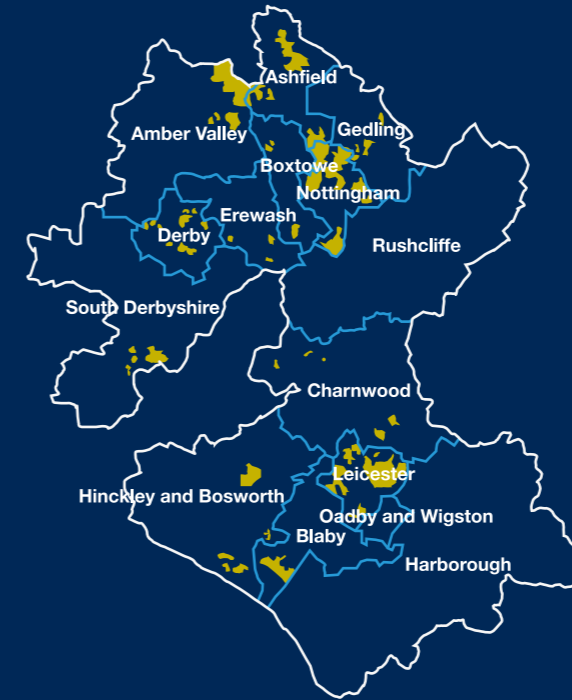 Ashfield
Amber Valley
Gedling
Boxtowe
Nottingham
Erewash
Derby
Rushcliffe
South Derbyshire
Charnwood
Leicester
Hinckley and Bosworth
Oadby and Wigston
Blaby
Harborough